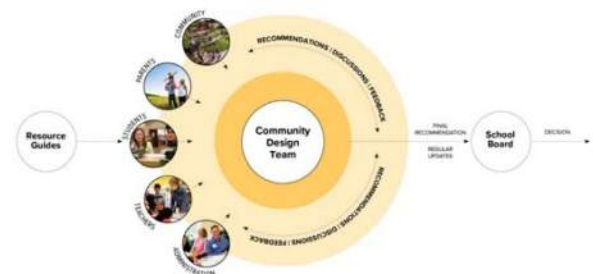 COMMUNITY
PARENTS
STUDENTS
TEACHERS
ADMINISTRATION
Resource
Guides
RECOMMENDATIONS | DISCUSSIONS | FEEDBACK
Community
Design
Team
RECOMMENDATIONS | DISCUSSIONS | FEEDBACK
FINAL
RECOMMENDATION
REGULAR
UPDATES
School
Board
DECISION